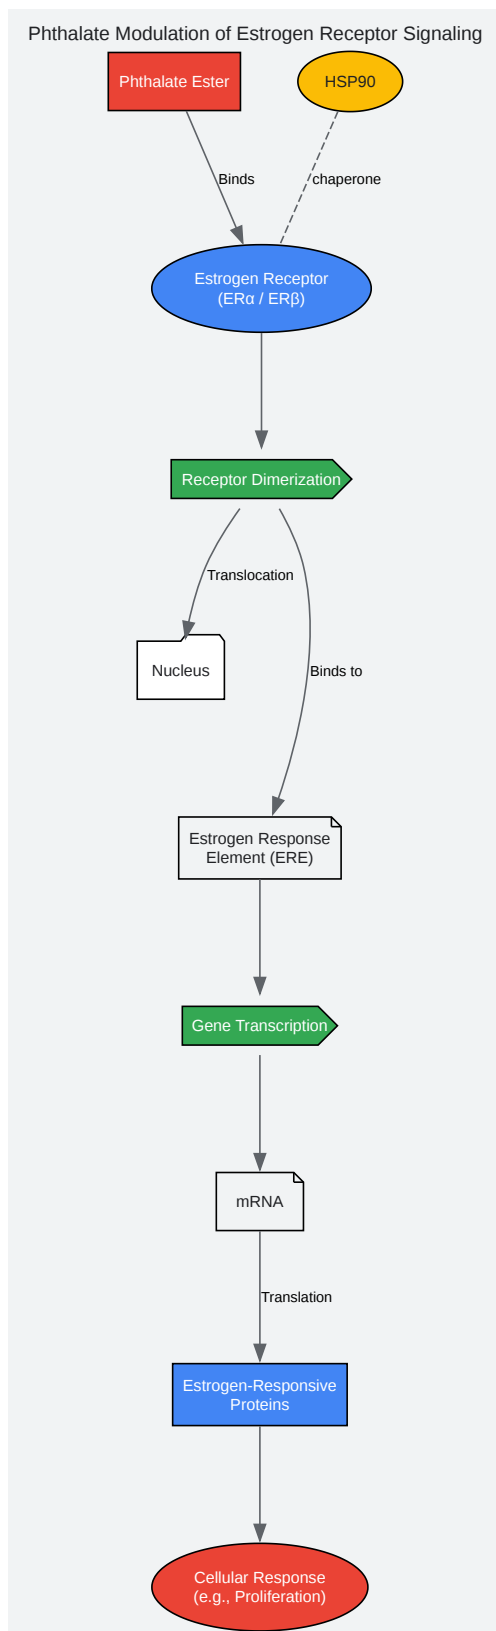 Phthalate Modulation of Estrogen Receptor Signaling
Phthalate Ester
HSP90
Binds
chaperone
Estrogen Receptor
(ERα / ERβ)
Receptor Dimerization
Translocation
Nucleus
Binds to
Estrogen Response
Element (ERE)
Gene Transcription
mRNA
Translation
Estrogen-Responsive
Proteins
Cellular Response
(e.g., Proliferation)